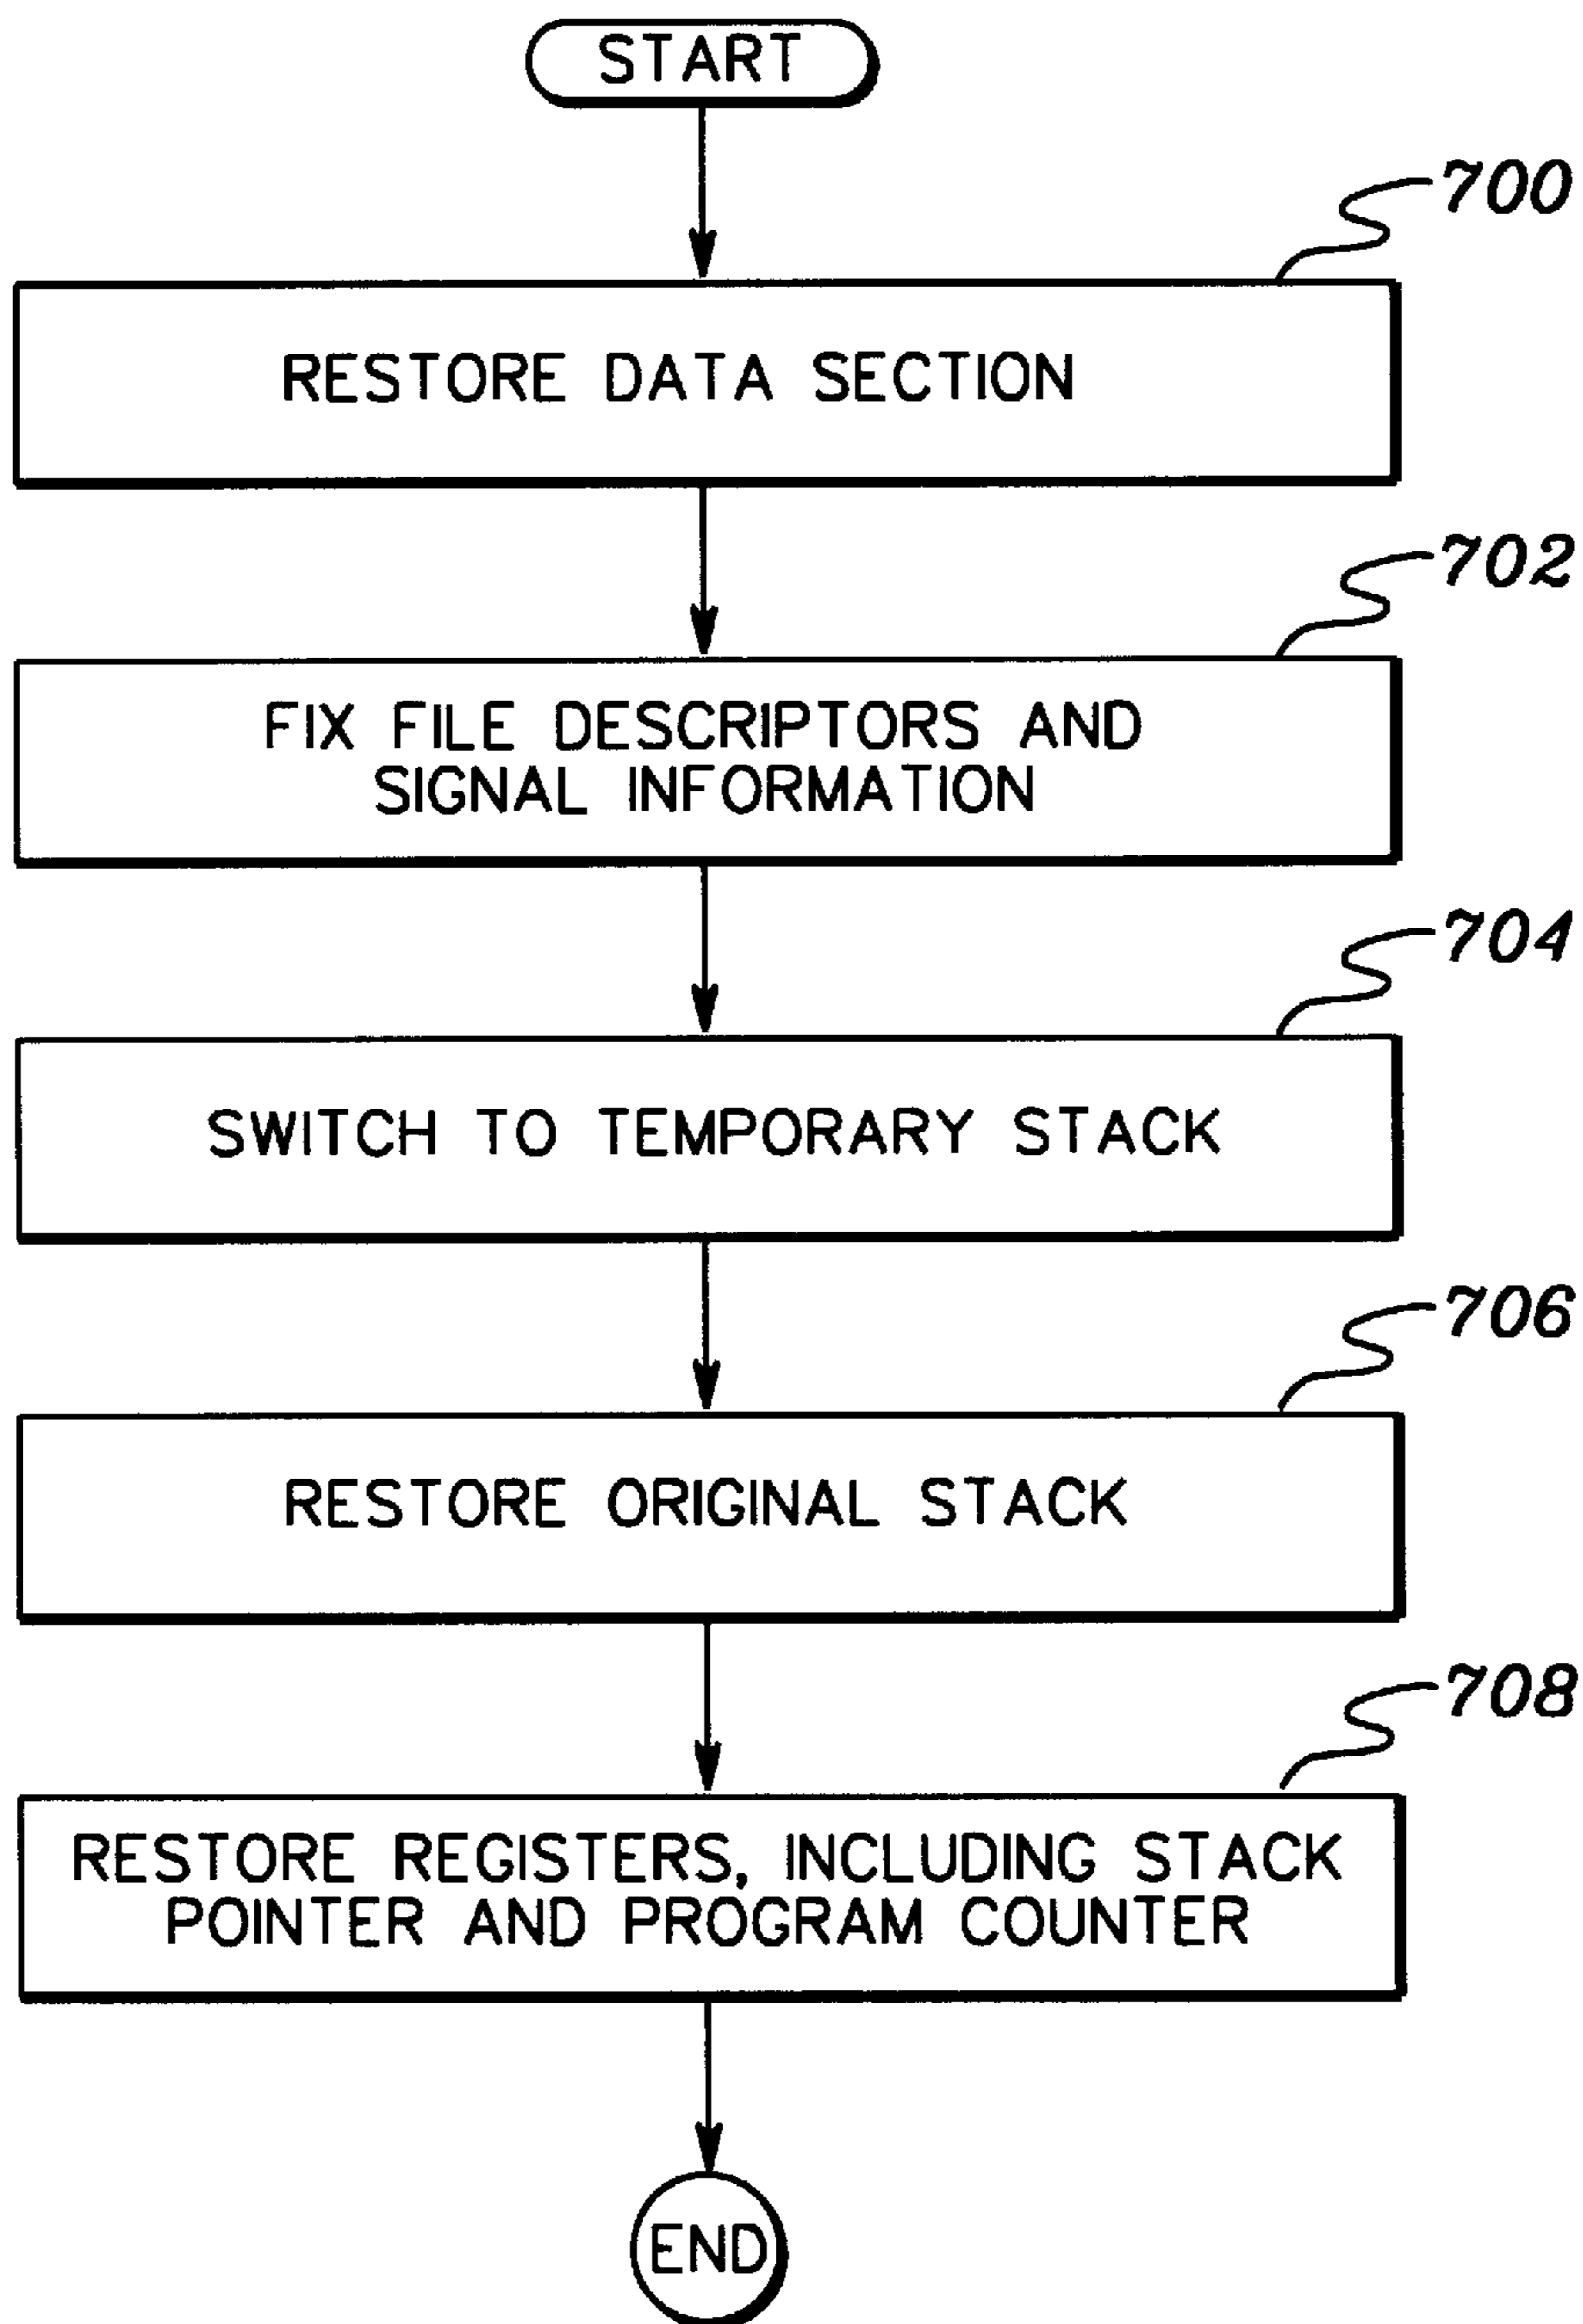 START
700
RESTORE DATA SECTION
702
FIX FILE DESCRIPTORS AND
SIGNAL INFORMATION
704
SWITCH TO TEMPORARY STACK
706
RESTORE ORIGINAL STACK
708
RESTORE REGISTERS, INCLUDING STACK
POINTER AND PROGRAM COUNTER
END